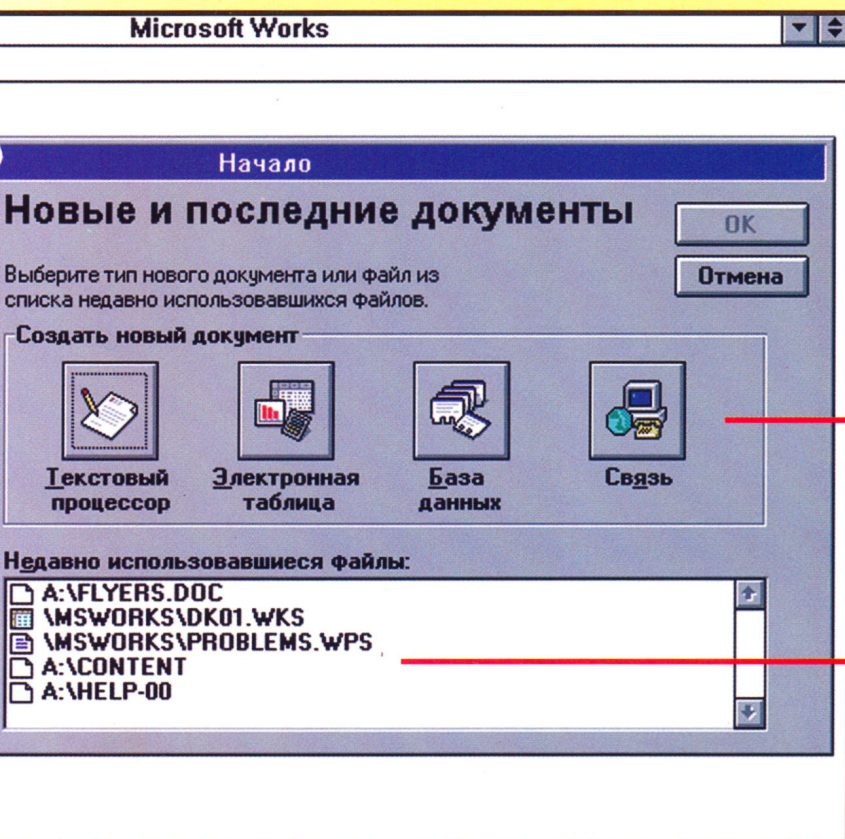 Microsoft Works
Начало
Новые и последние документы
OK
Выберите тип нового документа или файл из
списка недавно использовавшихся файлов.
Отмена
Создать новый документ
Текстовый процессор
Электронная таблица
База данных
Связь
Недавно использовавшиеся файлы:
A:\FLYERS.DOC
\MSWORKS\DK01.WKS
\MSWORKS\PROBLEMS.WPS
A:\CONTENT
A:\HELP-00